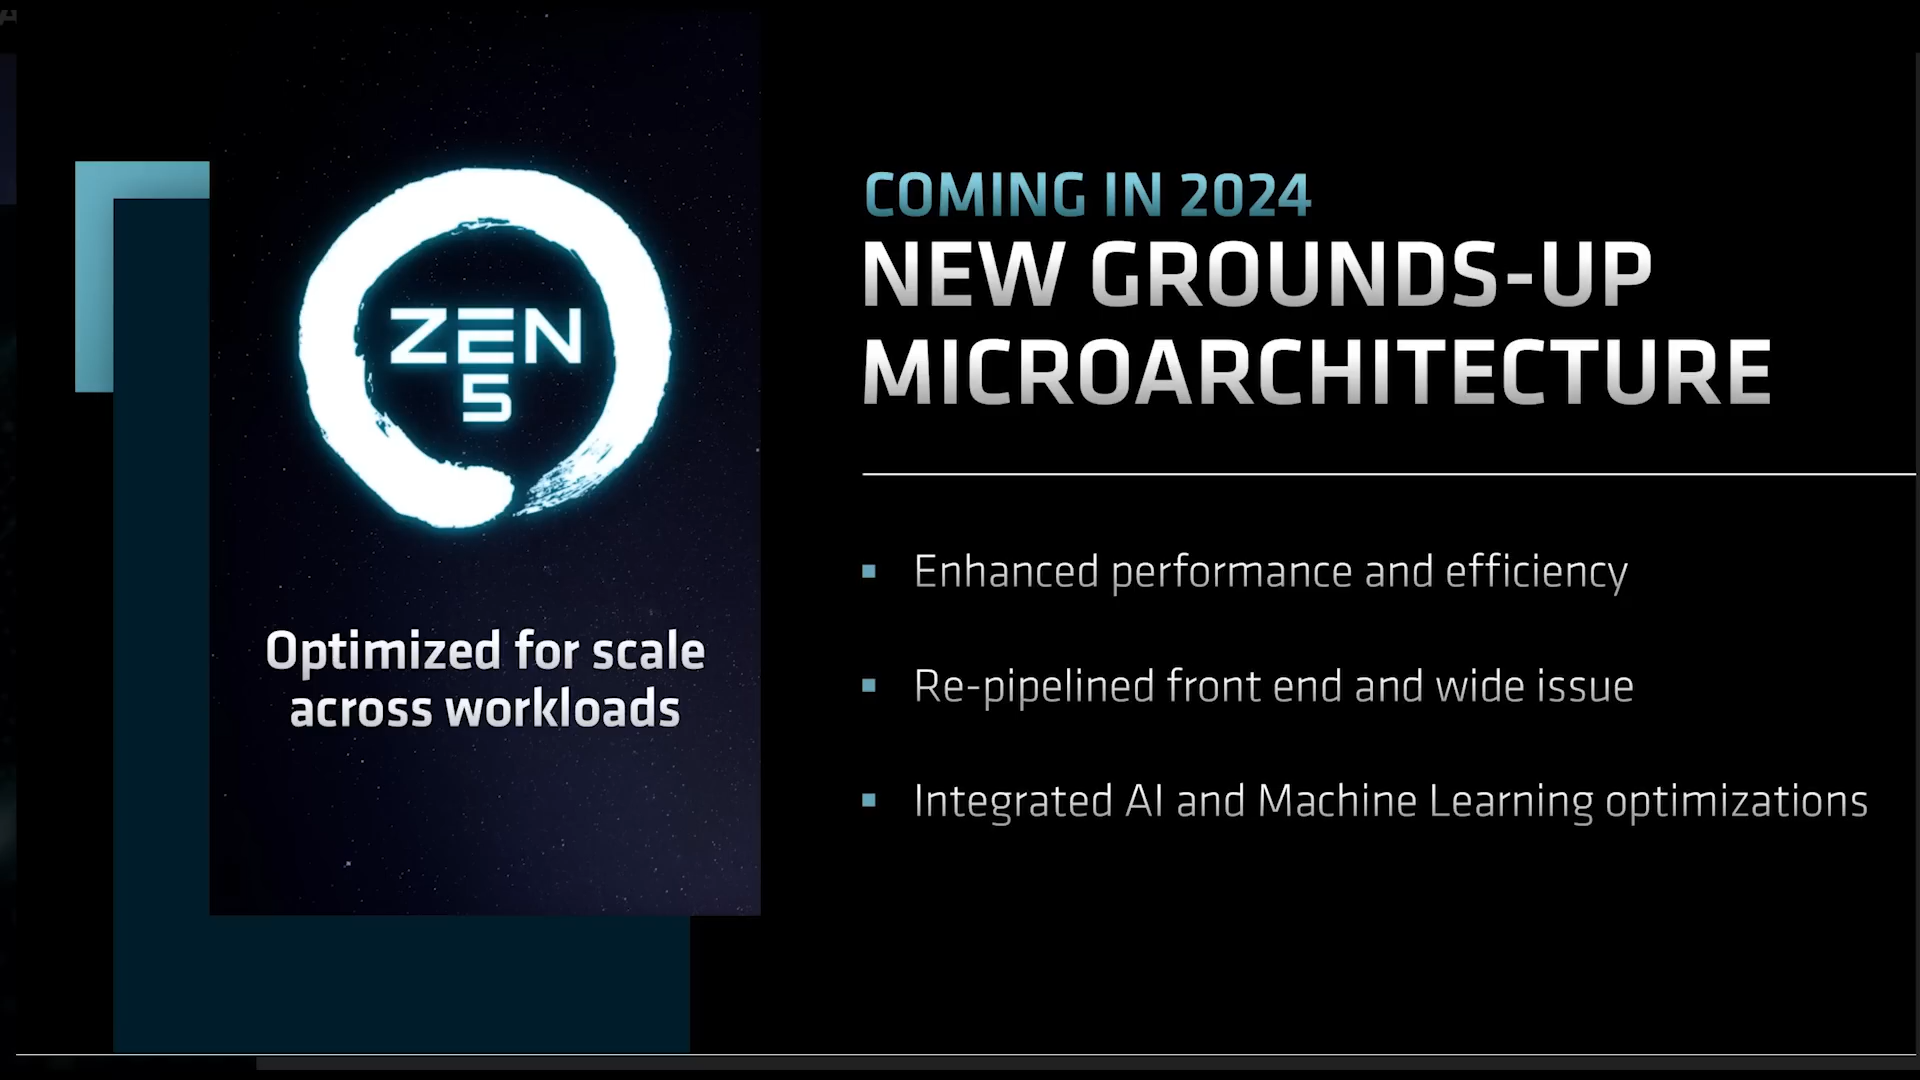 ZEN
5
Optimized for scale
across workloads
COMING IN 2024
NEW GROUNDS-UP
MICROARCHITECTURE
Enhanced performance and efficiency
Re-pipelined front end and wide issue
Integrated AI and Machine Learning optimizations